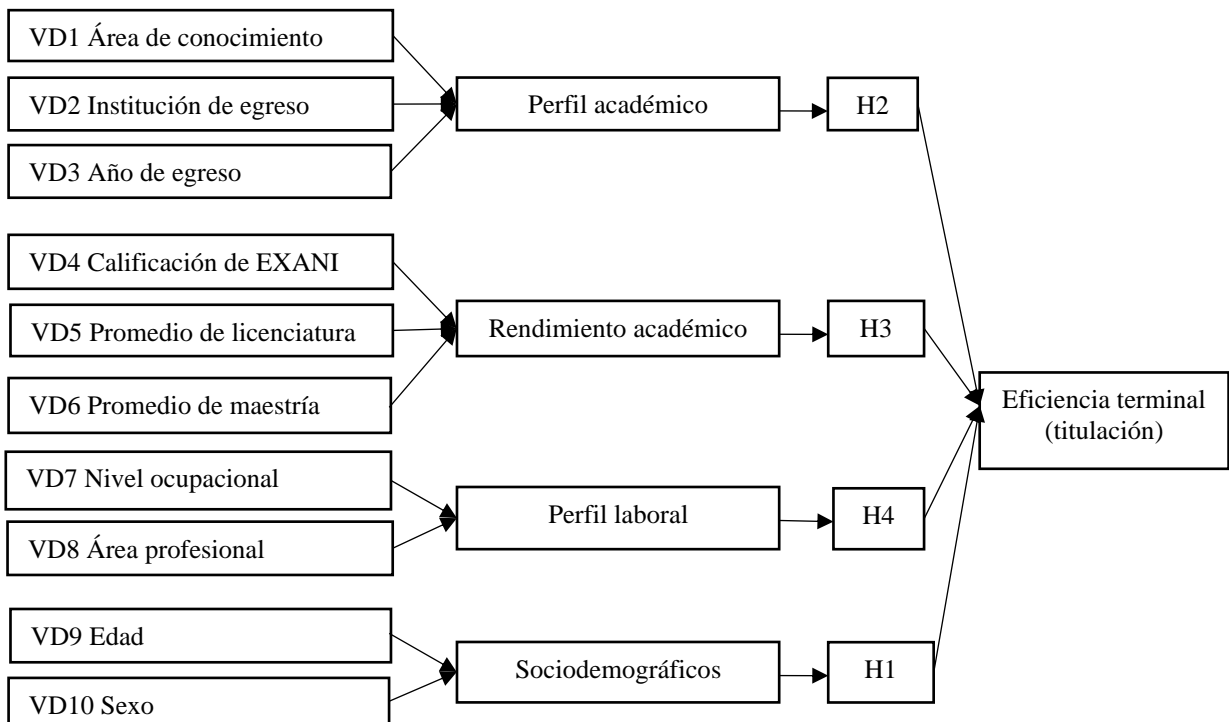 VD1 Área de conocimiento
VD2 Institución de egreso
VD3 Año de egreso
Perfil académico
H2
VD4 Calificación de EXANI
VD5 Promedio de licenciatura
VD6 Promedio de maestría
Rendimiento académico
H3
VD7 Nivel ocupacional
VD8 Área profesional
Perfil laboral
H4
VD9 Edad
VD10 Sexo
Sociodemográficos
H1
Eficiencia terminal
(titulación)